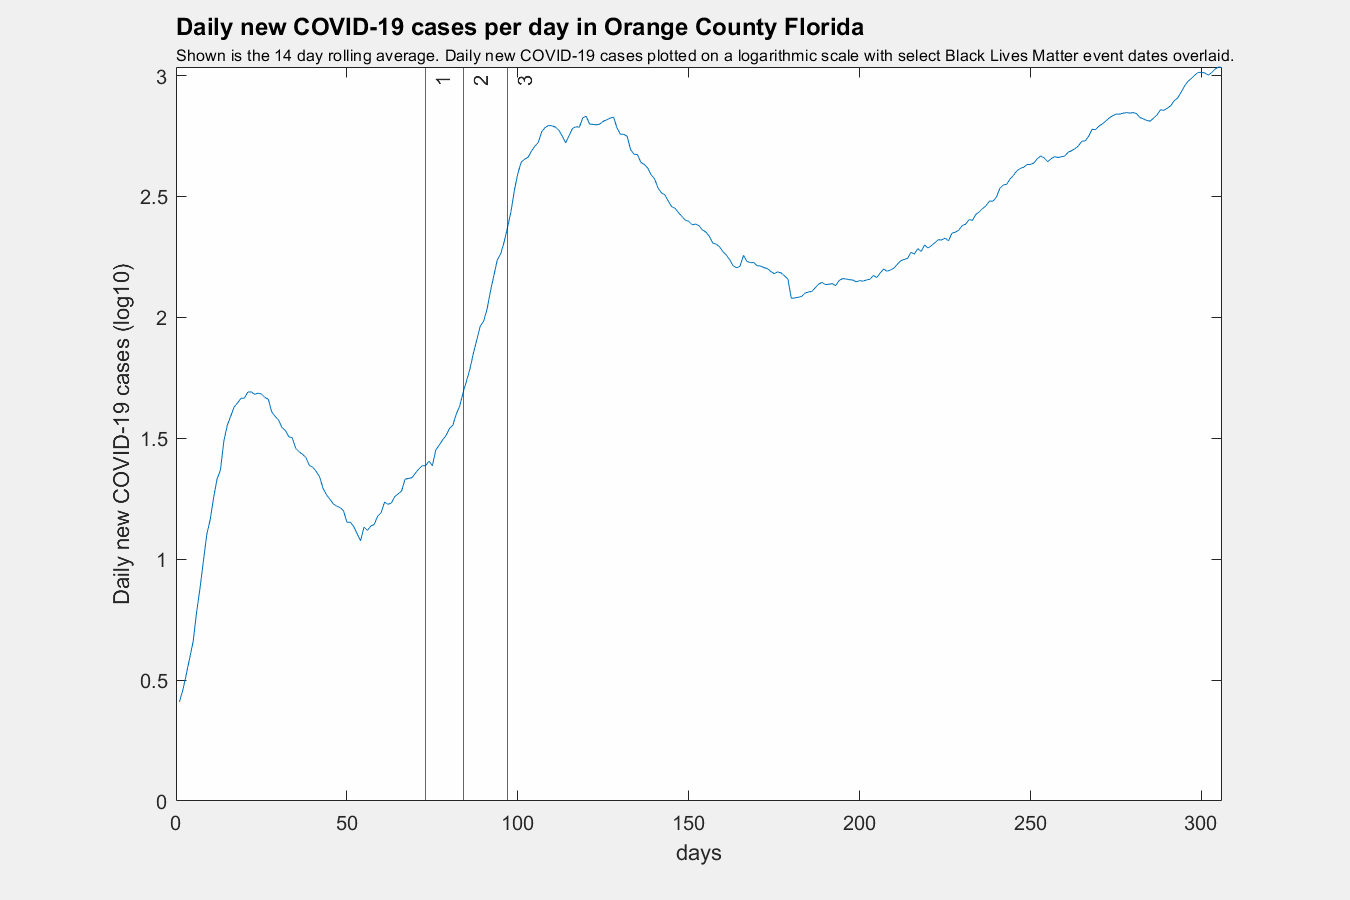 Daily new COVID-19 cases per day in Orange County Florida
Shown is the 14 day rolling average. Daily new COVID-19 cases plotted on a logarithmic scale with select Black Lives Matter event dates overlaid.
1 2 3
3
2.5
2
1.5
1
0.5
0
Daily new COVID-19 cases (log10)
0 50 100 150 200 250 300
days